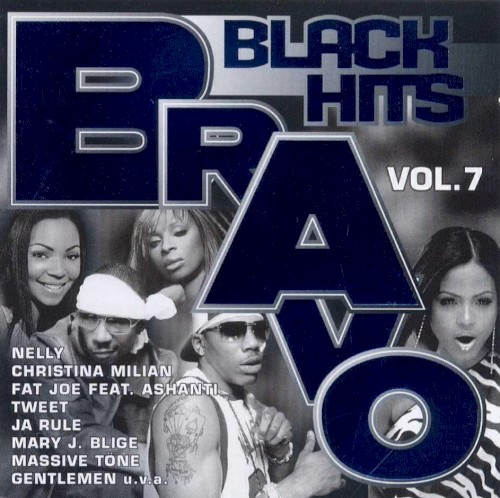 BRAVO
BLACK
HITS
VOL.7
NELLY
CHRISTINA MILIAN
FAT JOE FEAT. ASHANTI
TWEET
JA RULE
MARY J. BLIGE
MASSIVE TÖNE
GENTLEMEN u.v.a.